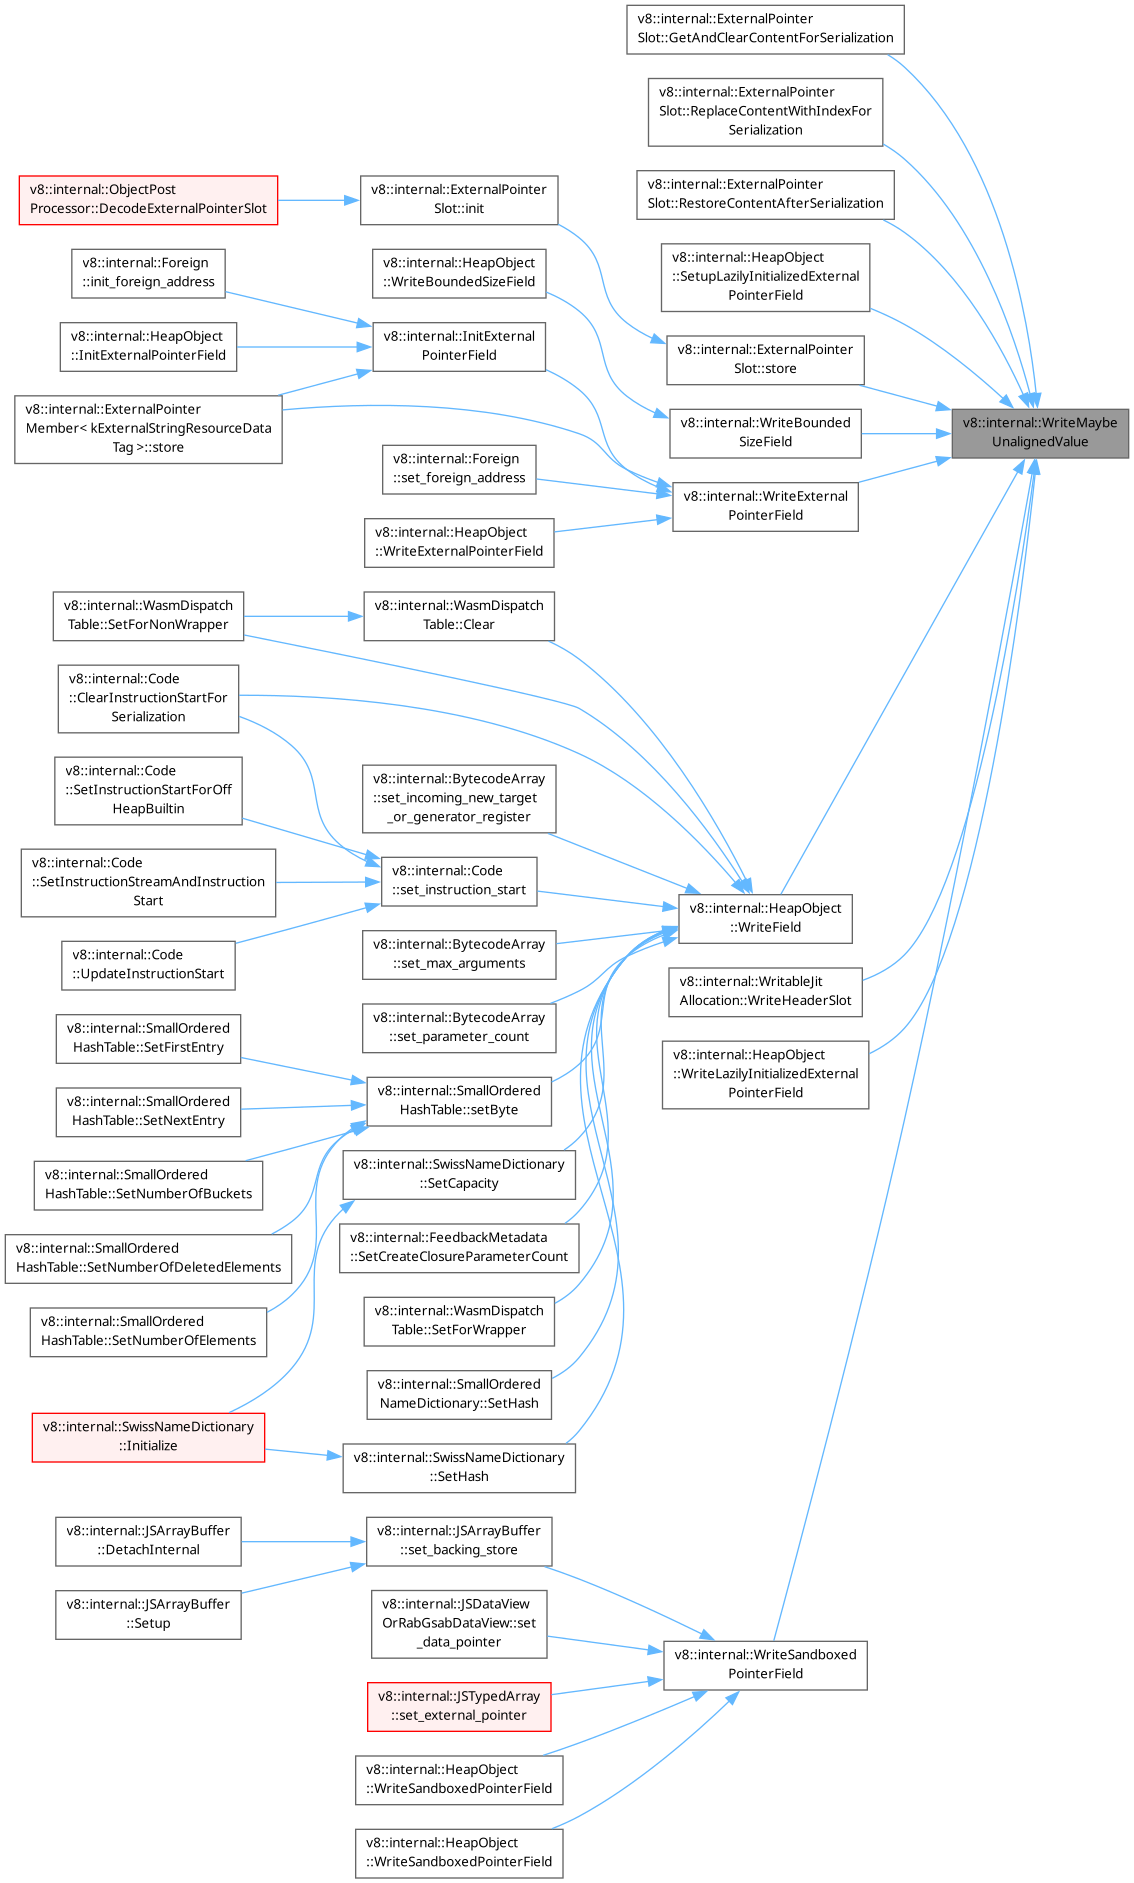 v8::internal::ExternalPointer
Slot::GetAndClearContentForSerialization
v8::internal::ExternalPointer
Slot::ReplaceContentWithIndexFor
Serialization
v8::internal::ExternalPointer
Slot::RestoreContentAfterSerialization
v8::internal::ObjectPost
Processor::DecodeExternalPointerSlot
v8::internal::ExternalPointer
Slot::init
v8::internal::HeapObject
::SetupLazilyInitializedExternal
PointerField
v8::internal::Foreign
::init_foreign_address
v8::internal::HeapObject
::WriteBoundedSizeField
v8::internal::HeapObject
::InitExternalPointerField
v8::internal::InitExternal
PointerField
v8::internal::ExternalPointer
Slot::store
v8::internal::ExternalPointer
Member< kExternalStringResourceData
Tag >::store
v8::internal::WriteBounded
SizeField
v8::internal::WriteMaybe
UnalignedValue
v8::internal::Foreign
::set_foreign_address
v8::internal::WriteExternal
PointerField
v8::internal::HeapObject
::WriteExternalPointerField
v8::internal::WasmDispatch
Table::SetForNonWrapper
v8::internal::WasmDispatch
Table::Clear
v8::internal::Code
::ClearInstructionStartFor
Serialization
v8::internal::Code
::SetInstructionStartForOff
HeapBuiltin
v8::internal::BytecodeArray
::set_incoming_new_target
_or_generator_register
v8::internal::Code
::SetInstructionStreamAndInstruction
Start
v8::internal::Code
::set_instruction_start
v8::internal::HeapObject
::WriteField
v8::internal::Code
::UpdateInstructionStart
v8::internal::BytecodeArray
::set_max_arguments
v8::internal::WritableJit
Allocation::WriteHeaderSlot
v8::internal::SmallOrdered
HashTable::SetFirstEntry
v8::internal::BytecodeArray
::set_parameter_count
v8::internal::HeapObject
::WriteLazilyInitializedExternal
PointerField
v8::internal::SmallOrdered
HashTable::SetNextEntry
v8::internal::SmallOrdered
HashTable::setByte
v8::internal::SmallOrdered
HashTable::SetNumberOfBuckets
v8::internal::SwissNameDictionary
::SetCapacity
v8::internal::SmallOrdered
HashTable::SetNumberOfDeletedElements
v8::internal::FeedbackMetadata
::SetCreateClosureParameterCount
v8::internal::SmallOrdered
HashTable::SetNumberOfElements
v8::internal::WasmDispatch
Table::SetForWrapper
v8::internal::SmallOrdered
NameDictionary::SetHash
v8::internal::SwissNameDictionary
::Initialize
v8::internal::SwissNameDictionary
::SetHash
v8::internal::JSArrayBuffer
::DetachInternal
v8::internal::JSArrayBuffer
::set_backing_store
v8::internal::JSArrayBuffer
::Setup
v8::internal::JSDataView
OrRabGsabDataView::set
_data_pointer
v8::internal::WriteSandboxed
PointerField
v8::internal::JSTypedArray
::set_external_pointer
v8::internal::HeapObject
::WriteSandboxedPointerField
v8::internal::HeapObject
::WriteSandboxedPointerField